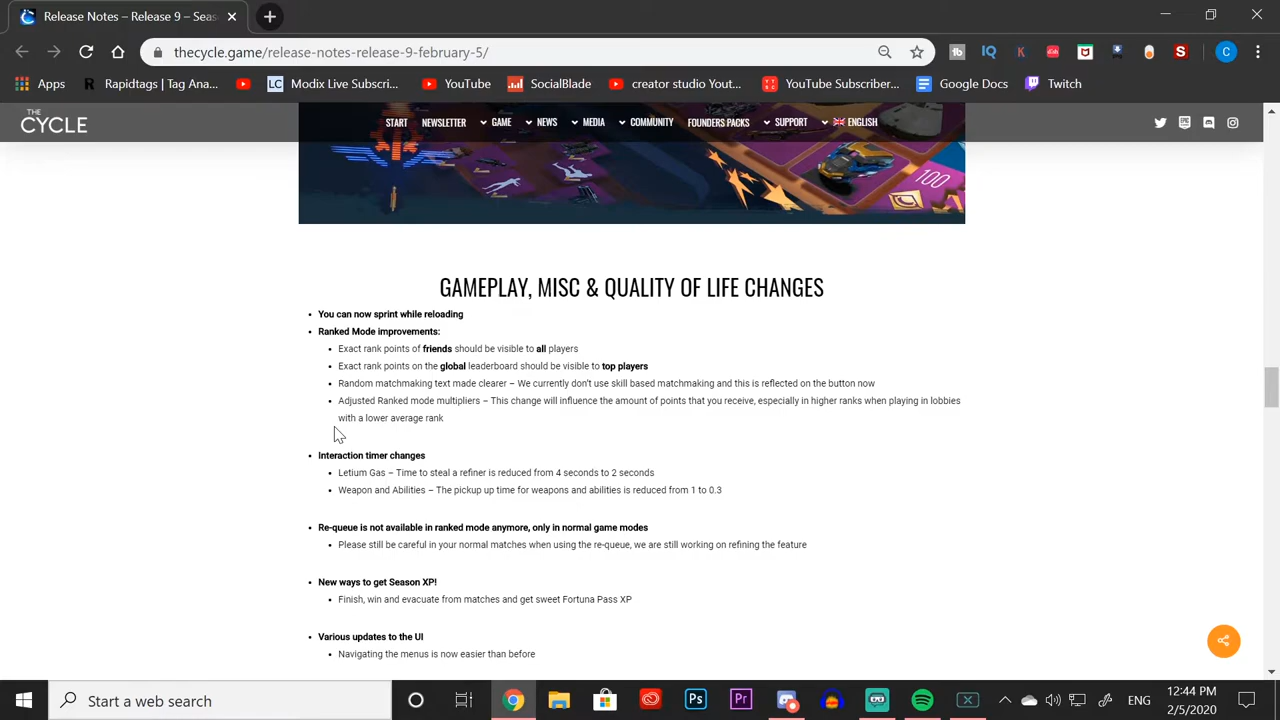 Release Notes - Release 9 (Februa
thecycle.game/release-notes-release-9-february-5/
Apps
Rapidtags | Tag Ana...
LC Modix Livesubscri...
YouTube
SocialBlade
creator studio Yout...
YouTube Subscriber...
Google Docs
Twitch
THE CYCLE
START
NEWSLETTER
GAME
NEWS
MEDIA
COMMUNITY
FOUNDERS PACKS
SUPPORT
ENGLISH
100
GAMEPLAY, MISC & QUALITY OF LIFE CHANGES
You can now sprint while reloading
Ranked Mode improvements:
Exact rank points of friends should be visible to all players
Exact rank points on the global leaderboard should be visible to top players
Random matchmaking text made clearer – We currently don't use skill based matchmaking and this is reflected on the button now
Adjusted Ranked mode multipliers – This change will influence the amount of points that you receive, especially in higher ranks when playing in lobbies
with a lower average rank
Interaction timer changes
Letium Gas – Time to steal a refiner is reduced from 4 seconds to 2 seconds
Weapon and Abilities – The pickup up time for weapons and abilities is reduced from 1 to 0.3
Re-queue is not available in ranked mode anymore, only in normal game modes
Please still be careful in your normal matches when using the re-queue, we are still working on refining the feature
New ways to get Season XP!
Finish, win and evacuate from matches and get sweet Fortuna Pass XP
Various updates to the UI
Navigating the menus is now easier than before
Start a web search
Ps
Pr
ENG
12:44 PM
2/5/2020